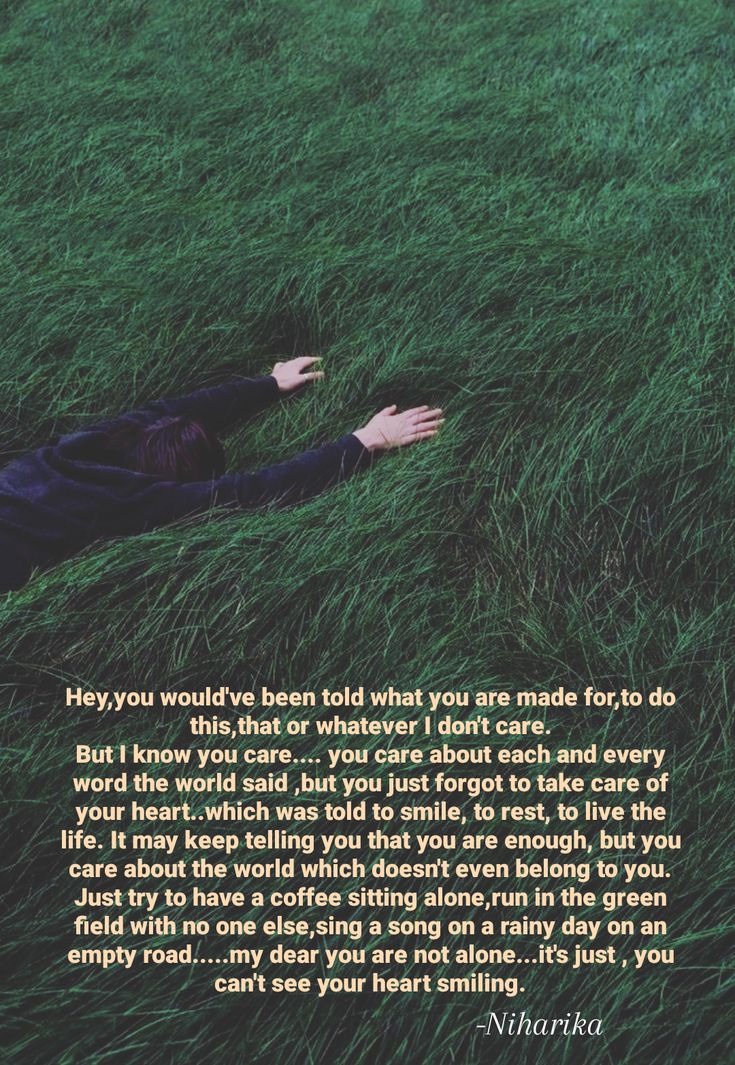 Hey,you would've been told what you are made for,to do
this,that or whatever I don't care.
But I know you care.... you care about each and every
word the world said ,but you just forgot to take care of
your heart..which was told to smile, to rest, to live the
life. It may keep telling you that you are enough, but you
care about the world which doesn't even belong to you.
Just try to have a coffee sitting alone,run in the green
field with no one else,sing a song on a rainy day on an
empty road.....my dear you are not alone...it's just , you
can't see your heart smiling.
-Niharika